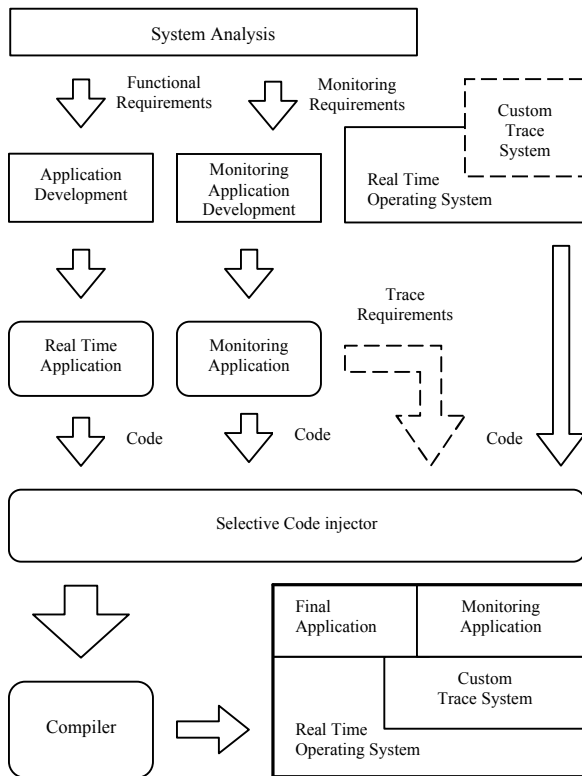 System Analysis
Functional
Requirements
Monitoring
Requirements
Custom
Trace
System
Application
Development
Monitoring
Application
Development
Real Time
Operating System
Trace
Requirements
Real Time
Application
Monitoring
Application
Code
Code
Code
Selective Code injector
Final
Application
Monitoring
Application
Custom
Trace System
Compiler
Real Time
Operating System